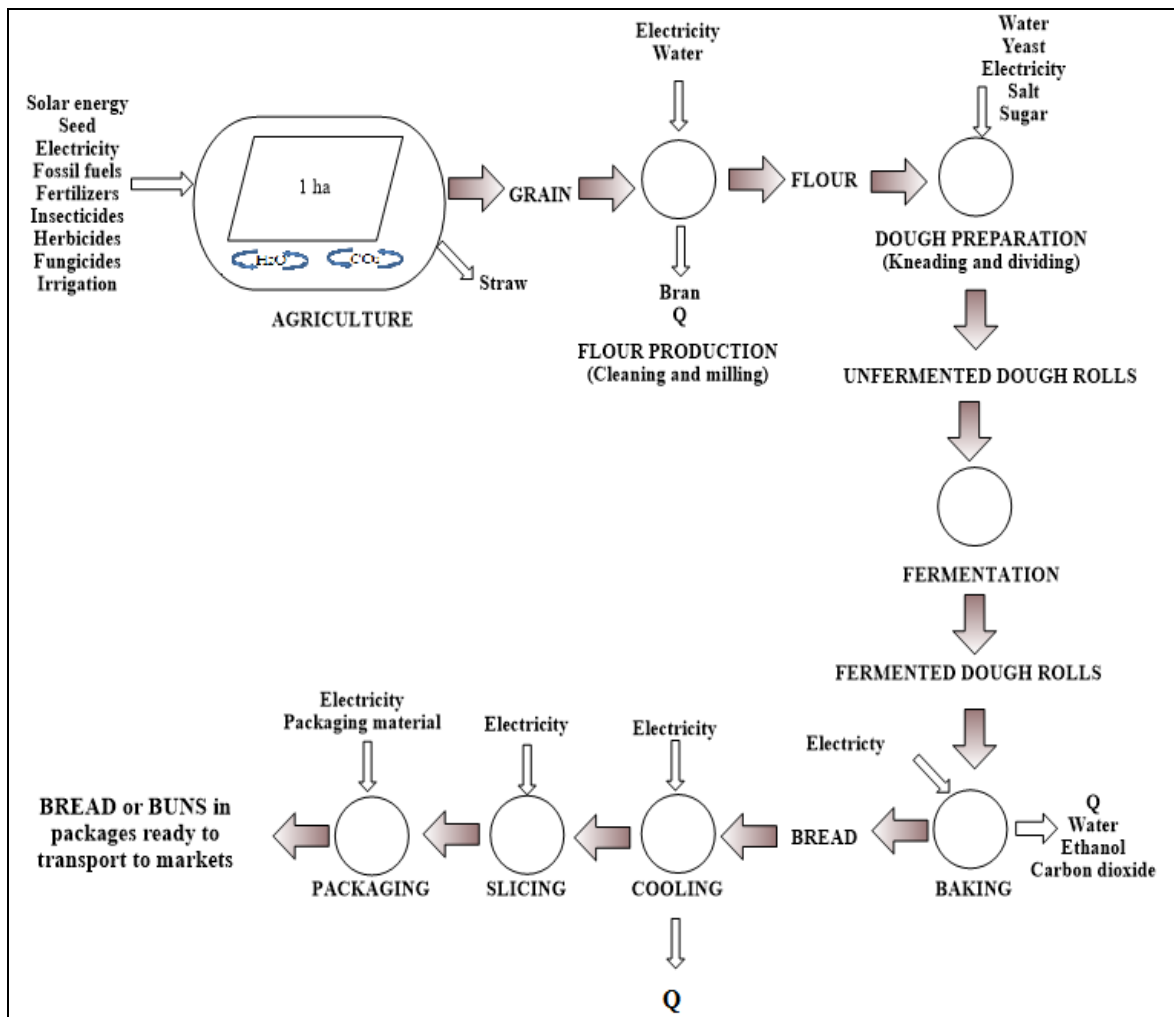 Solar energy
Seed
Electricity
Fossil fuels
Fertilizers
Insecticides
Herbicides
Fungicides
Irrigation
1 ha
H2O
CO2
AGRICULTURE
Straw
GRAIN
Electricity
Water
Bran
Q
FLOUR PRODUCTION
(Cleaning and milling)
FLOUR
Water
Yeast
Electricity
Salt
Sugar
DOUGH PREPARATION
(Kneading and dividing)
UNFERMENTED DOUGH ROLLS
FERMENTATION
FERMENTED DOUGH ROLLS
Electricty
Q
Water
Ethanol
Carbon dioxide
BAKING
BREAD
Electricity
COOLING
Q
Electricity
SLICING
Electricity
Packaging material
PACKAGING
BREAD or BUNS in
packages ready to
transport to markets